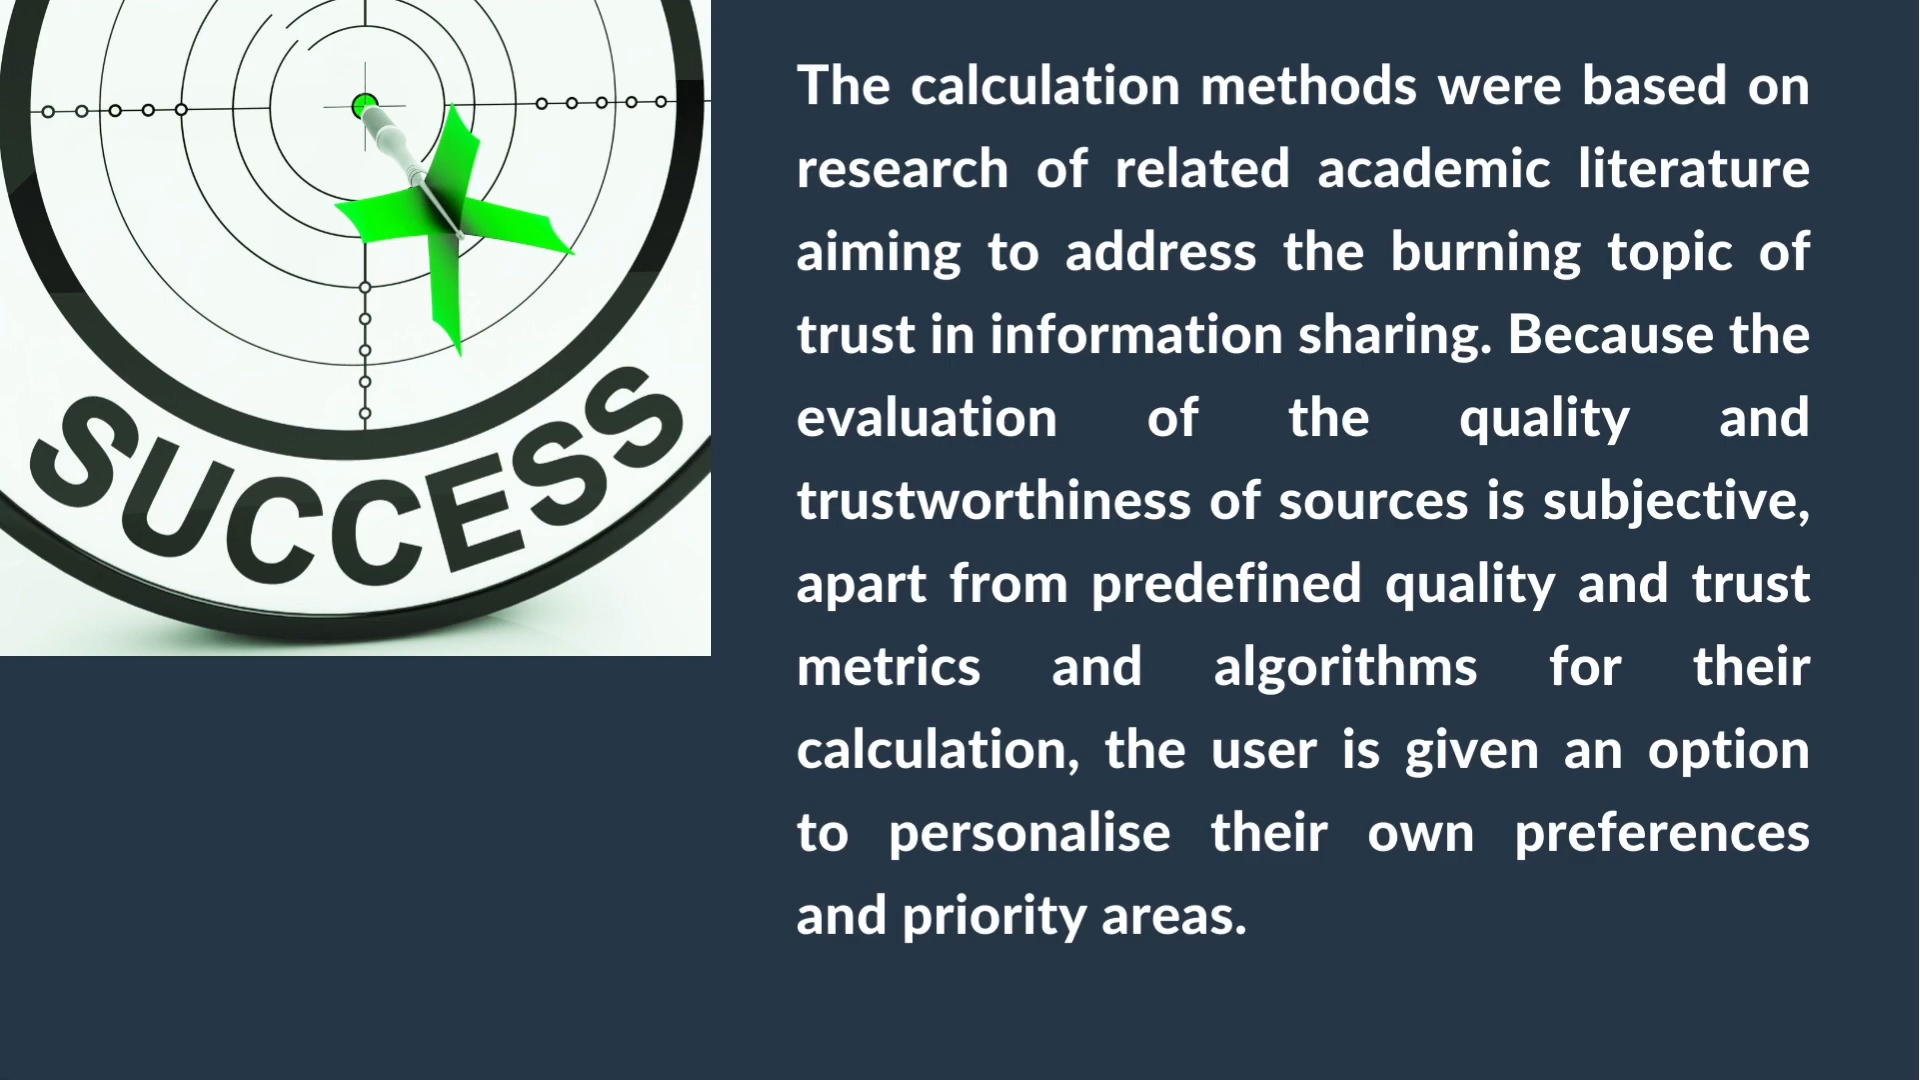 SUCCESS
The calculation methods were based on
research of related academic literature
aiming to address the burning topic of
trust in information sharing. Because the
evaluation of the quality and
trustworthiness of sources is subjective,
apart from predefined quality and trust
metrics and algorithms for their
calculation, the user is given an option
to personalise their own preferences
and priority areas.